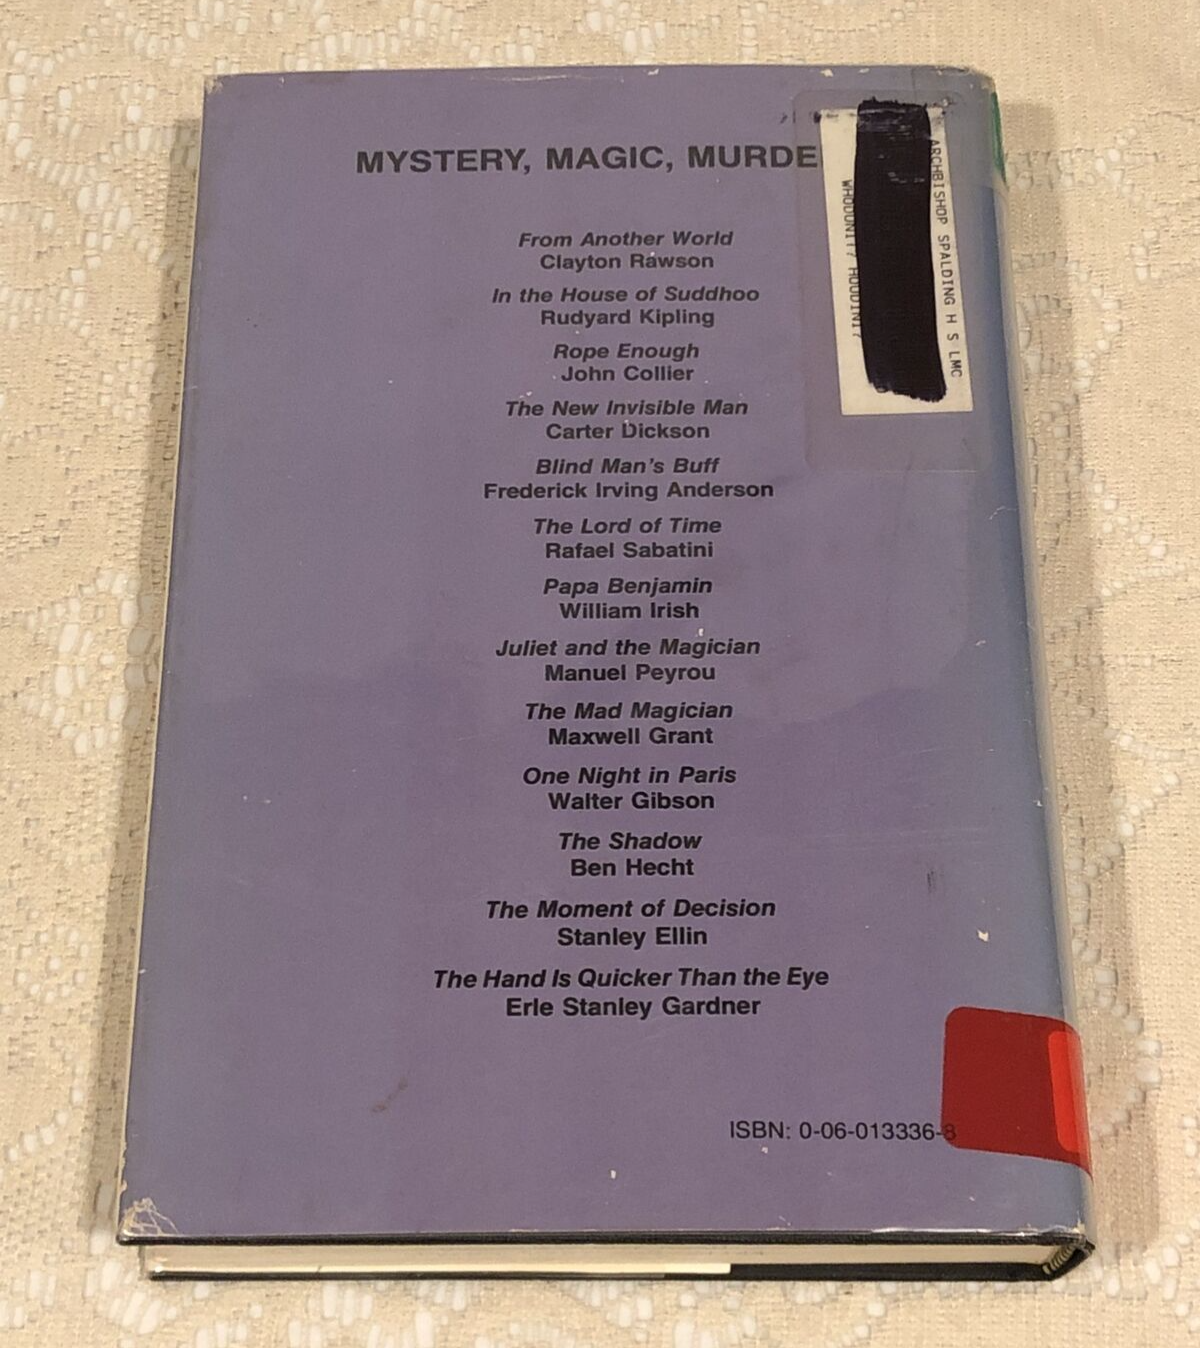 MYSTERY, MAGIC, MURDE
ARCHBISHOP SPALDING H S LMC
WHODUNIT? HOUDINI?
From Another World
Clayton Rawson
In the House of Suddhoo
Rudyard Kipling
Rope Enough
John Collier
The New Invisible Man
Carter Dickson
Blind Man's Buff
Frederick Irving Anderson
The Lord of Time
Rafael Sabatini
Papa Benjamin
William Irish
Juliet and the Magician
Manuel Peyrou
The Mad Magician
Maxwell Grant
One Night in Paris
Walter Gibson
The Shadow
Ben Hecht
The Moment of Decision
Stanley Ellin
The Hand Is Quicker Than the Eye
Erle Stanley Gardner
ISBN: 0-06-013336-8